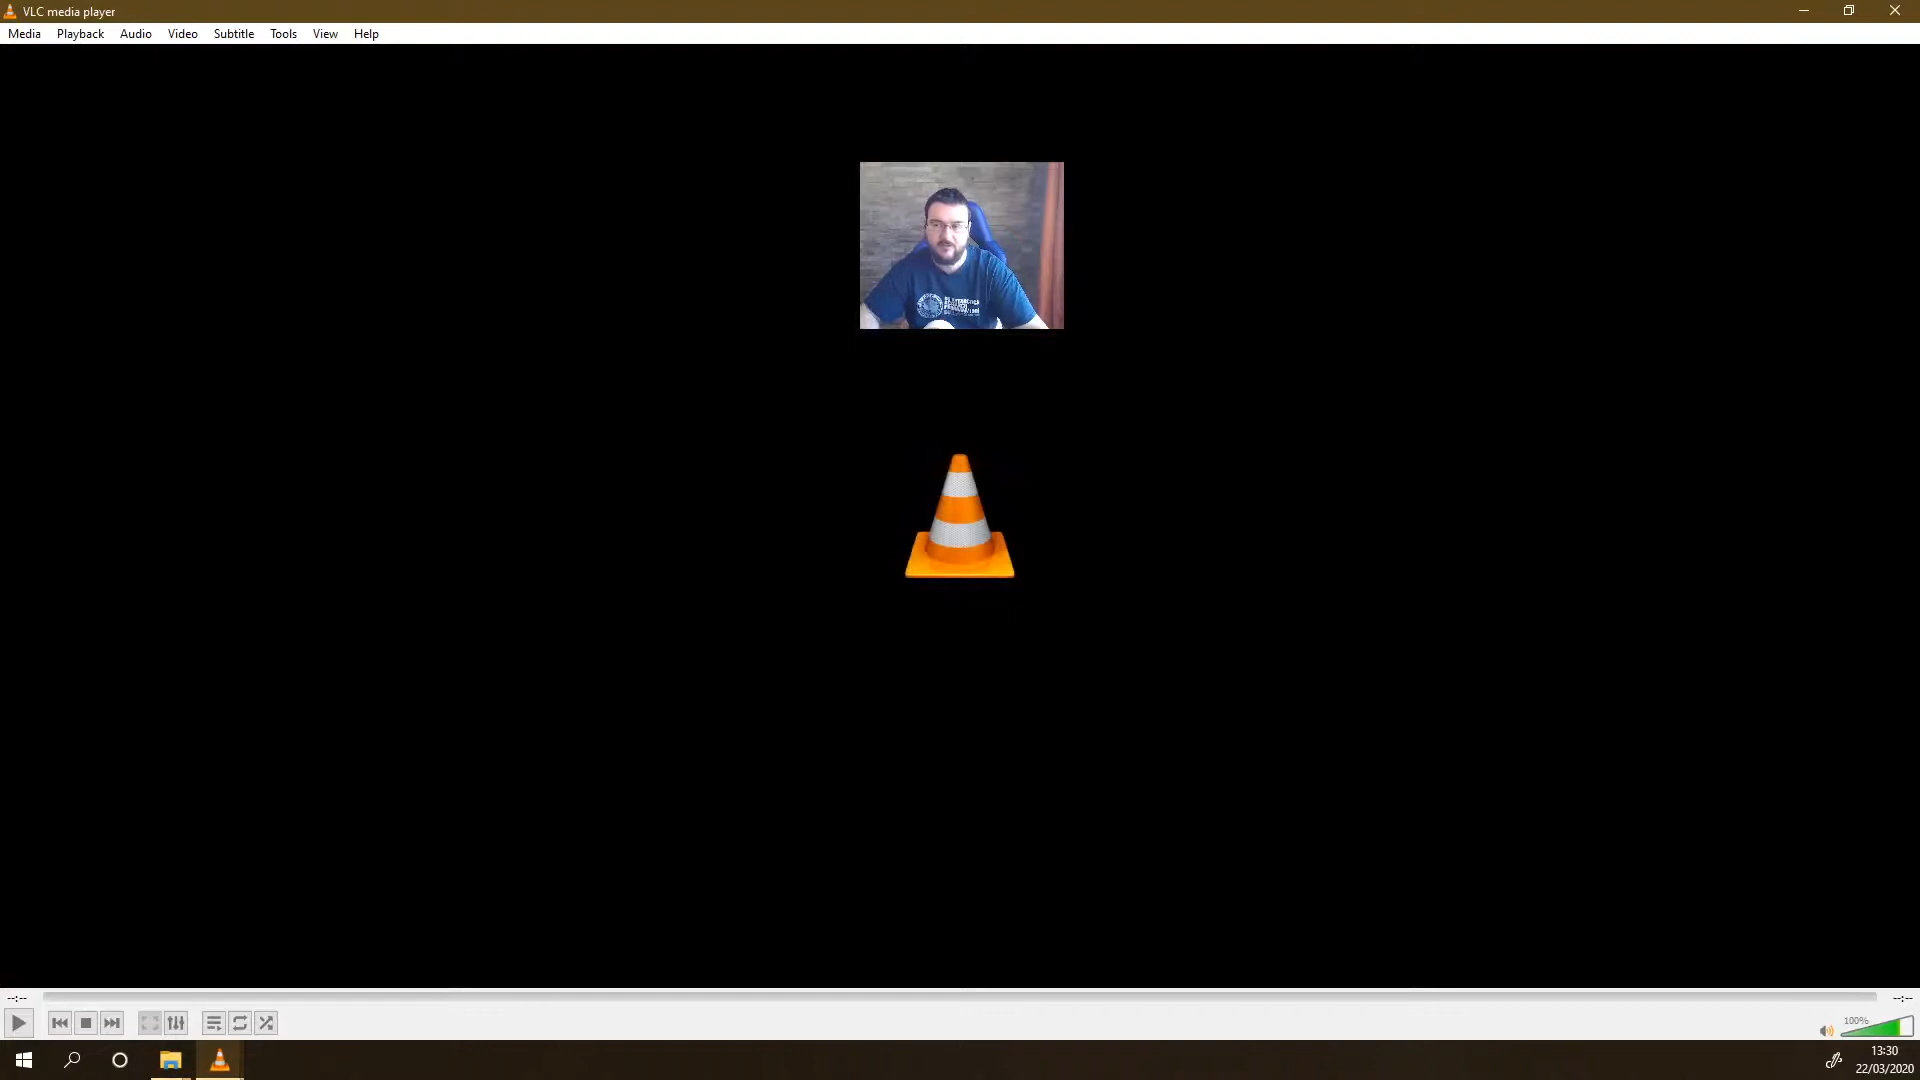 VLC media player
Media Playback Audio Video Subtitle Tools View Help
--:-- --:--
100%
13:30
22/03/2020